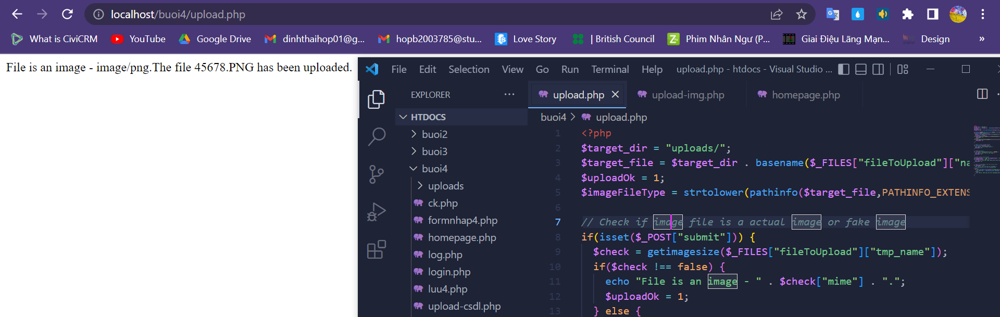 localhost/buoi4/upload.php
What is CiviCRM YouTube Google Drive dinhthaihop01@g... hopb2003785@stu... Love Story | British Council Phim Nhân Ngư (P... Giai Điệu Lãng Mạn... Design »
File is an image - image/png.The file 45678.PNG has been uploaded.
File Edit Selection View Go Run Terminal Help upload.php - htdocs - Visual Studio ...
EXPLORER ...
HTDOCS
buoi2
buoi3
buoi4
uploads
ck.php
formnhap4.php
homepage.php
log.php
login.php
luu4.php
upload-csdl.php
upload.php upload-img.php homepage.php
buoi4 > upload.php
1 <?php
2 $target_dir = "uploads/";
3 $target_file = $target_dir . basename($_FILES["fileToUpload"]["na
4 $uploadOk = 1;
5 $imageFileType = strtolower(pathinfo($target_file,PATHINFO_EXTENS
6
7 // Check if image file is a actual image or fake image
8 if(isset($_POST["submit"])) {
9 $check = getimagesize($_FILES["fileToUpload"]["tmp_name"]);
10 if($check !== false) {
11 echo "File is an image - " . $check["mime"] . ".";
12 $uploadOk = 1;
13 } else {